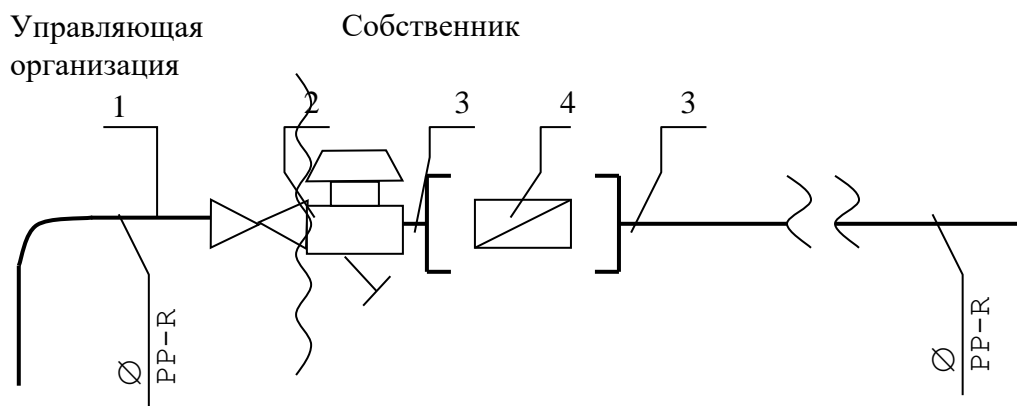 Управляющая
организация
Собственник
1
2
3
4
3
Ø
PP-R
Ø
PP-R